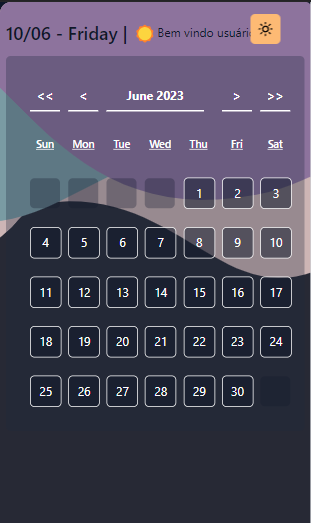 10/06 - Friday | Bem vindo usuári
<< < June 2023 > >>
Sun Mon Tue Wed Thu Fri Sat
1 2 3
4 5 6 7 8 9 10
11 12 13 14 15 16 17
18 19 20 21 22 23 24
25 26 27 28 29 30